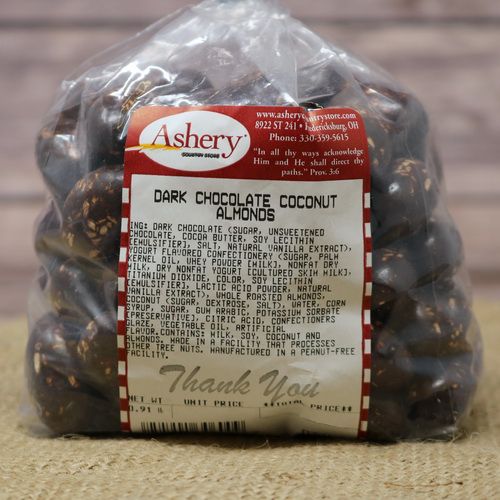 www.asherycountrystore.com
8922 ST 241 • Fredericksburg, OH
Phone: 330-359-5615
"In all thy ways acknowledge
Him and He shall direct thy
paths." Prov. 3:6
Ashery
COUNTRY STORE
DARK CHOCOLATE COCONUT
ALMONDS
ING: DARK CHOCOLATE (SUGAR, UNSWEETENED
CHOCOLATE, COCOA BUTTER, SOY LECITHIN
[EMULSIFIER], SALT, NATURAL VANILLA EXTRACT),
YOGURT FLAVORED CONFECTIONERY (SUGAR, PALM
KERNEL OIL, WHEY POWDER [MILK], NONFAT DRY
MILK, DRY NONFAT YOGURT [CULTURED SKIM MILK],
TITANIUM DIOXIDE, COLOR, SOY LECITHIN
[EMULSIFIER], LACTIC ACID POWDER, NATURAL
VANILLA EXTRACT), WHOLE ROASTED ALMONDS,
COCONUT (SUGAR, DEXTROSE, SALT), WATER, CORN
SYRUP, SUGAR, GUM ARABIC, POTASSIUM SORBATE
(PRESERVATIVE), CITRIC ACID, CONFECTIONERS
GLAZE, VEGETABLE OIL, ARTIFICIAL
FLAVOR.CONTAINS: MILK, SOY, COCONUT AND
ALMONDS. MADE IN A FACILITY THAT PROCESSES
OTHER TREE NUTS. MANUFACTURED IN A PEANUT-FREE
FACILITY.
Thank You
NET WT UNIT PRICE **TOTAL PRICE**
0.91 lb